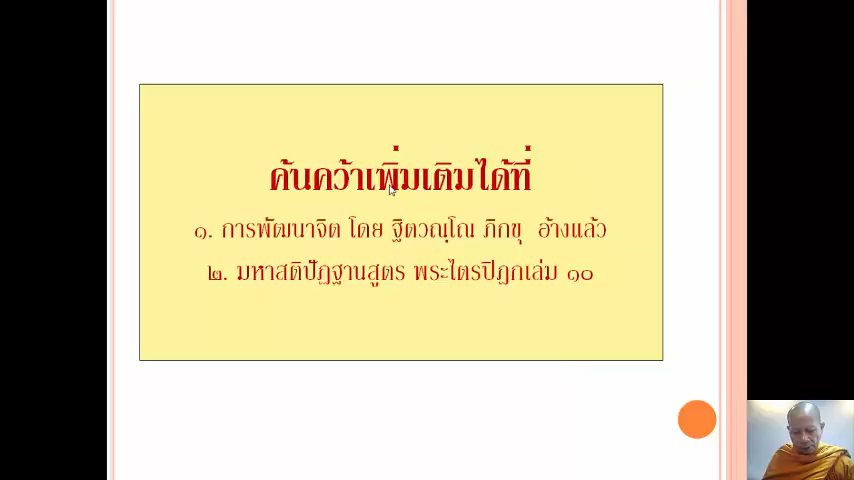 ค้นคว้าเพิ่มเติมได้ที่
๑. การพัฒนาจิต โดย ฐิตวณฺโณ ภิกขุ อ้างแล้ว
๒. มหาสติปัฏฐานสูตร พระไตรปิฎกเล่ม ๑๐